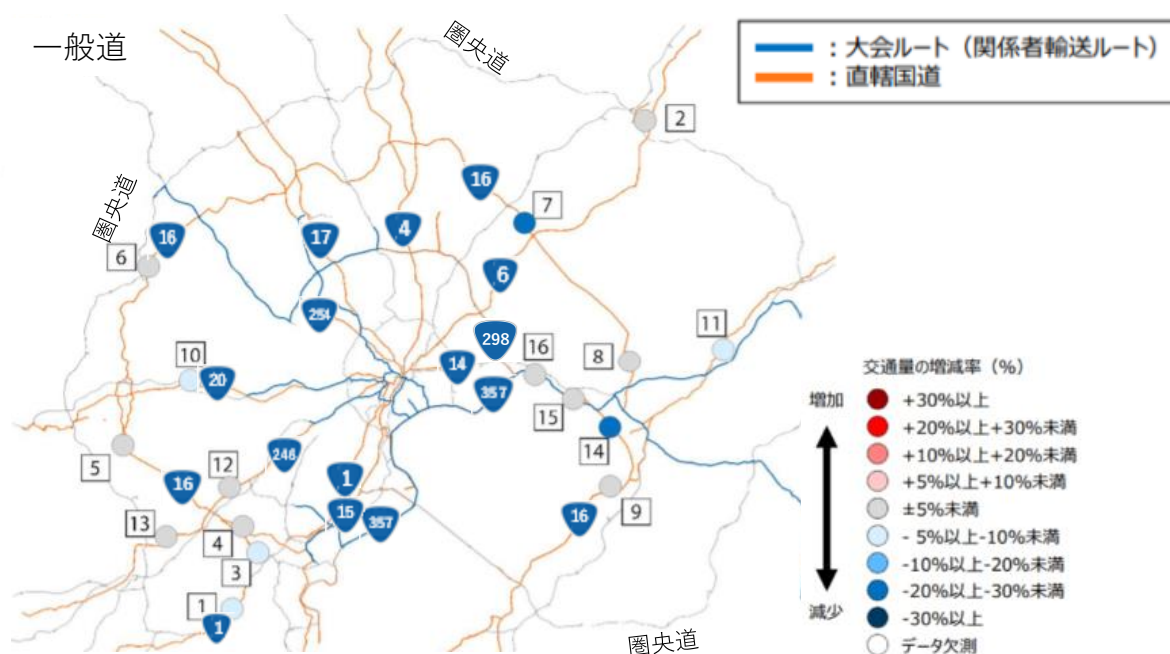 一般道
圏央道
：大会ルート（関係者輸送ルート）
：直轄国道
2
16
7
圏央道
16
17
4
6
6
254
298
11
10
20
14
16
8
357
15
14
5
12
246
16
1
13
4
15
357
16
9
3
1
1
圏央道
交通量の増減率（%）
増加
+30%以上
+20%以上+30%未満
+10%以上+20%未満
+5%以上+10%未満
±5%未満
- 5%以上-10%未満
-10%以上-20%未満
-20%以上-30%未満
減少
-30%以上
データ欠測